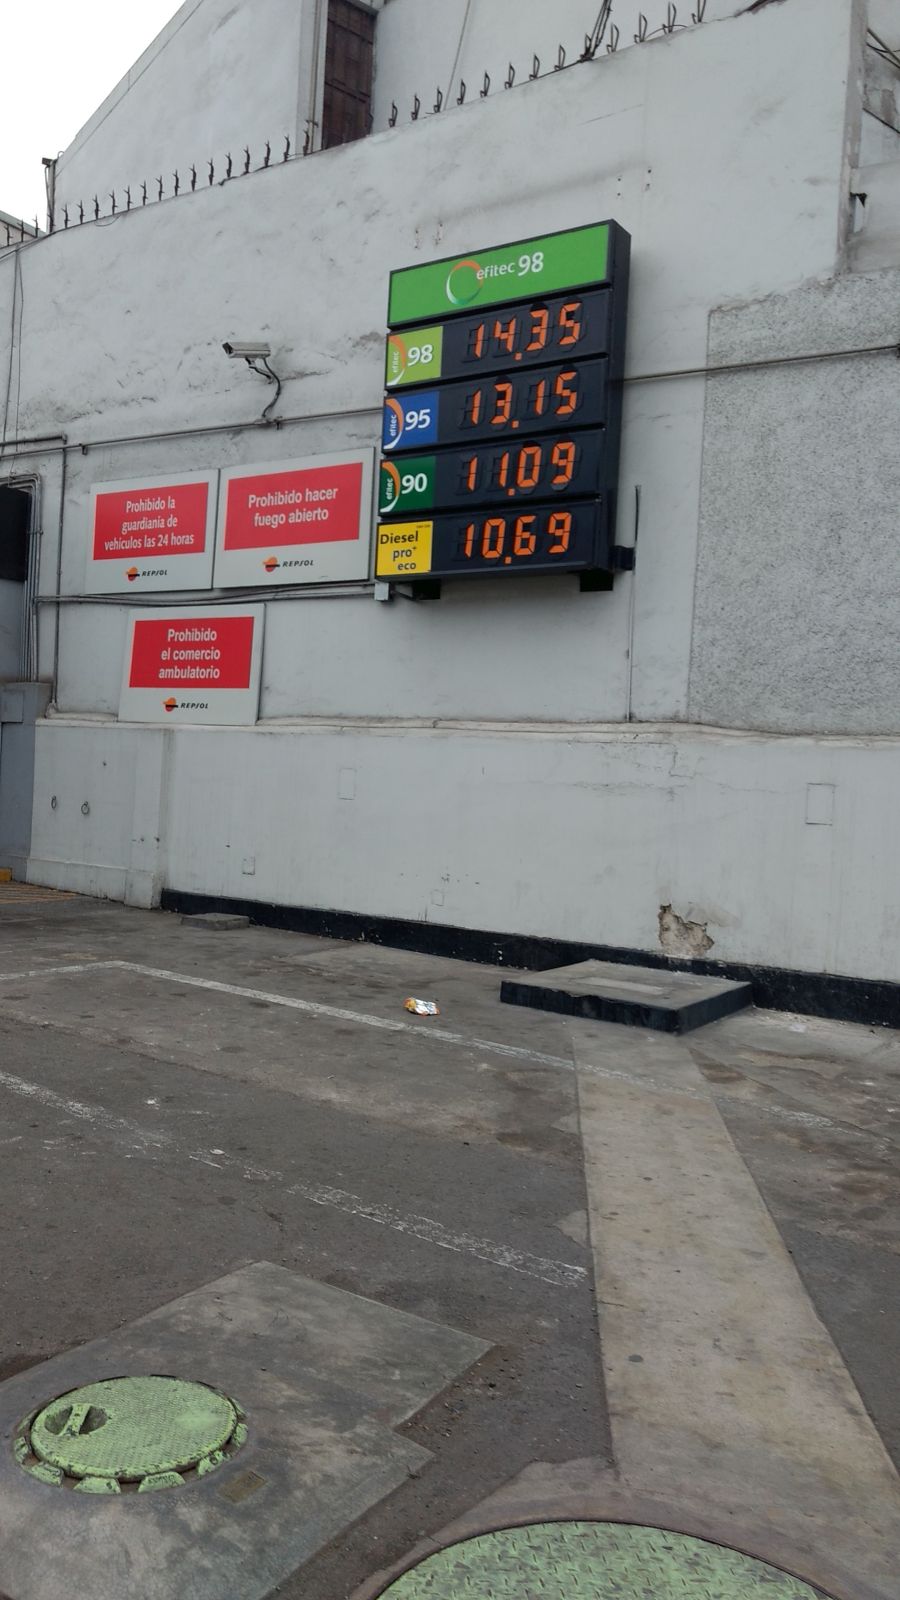 efitec 98
efitec 98 14.35
efitec 95 13.15
efitec 90 11.09
Diesel
pro+
eco
10.69
Prohibido la
guardianía de
vehículos las 24 horas
REPSOL
Prohibido hacer
fuego abierto
REPSOL
Prohibido
el comercio
ambulatorio
REPSOL